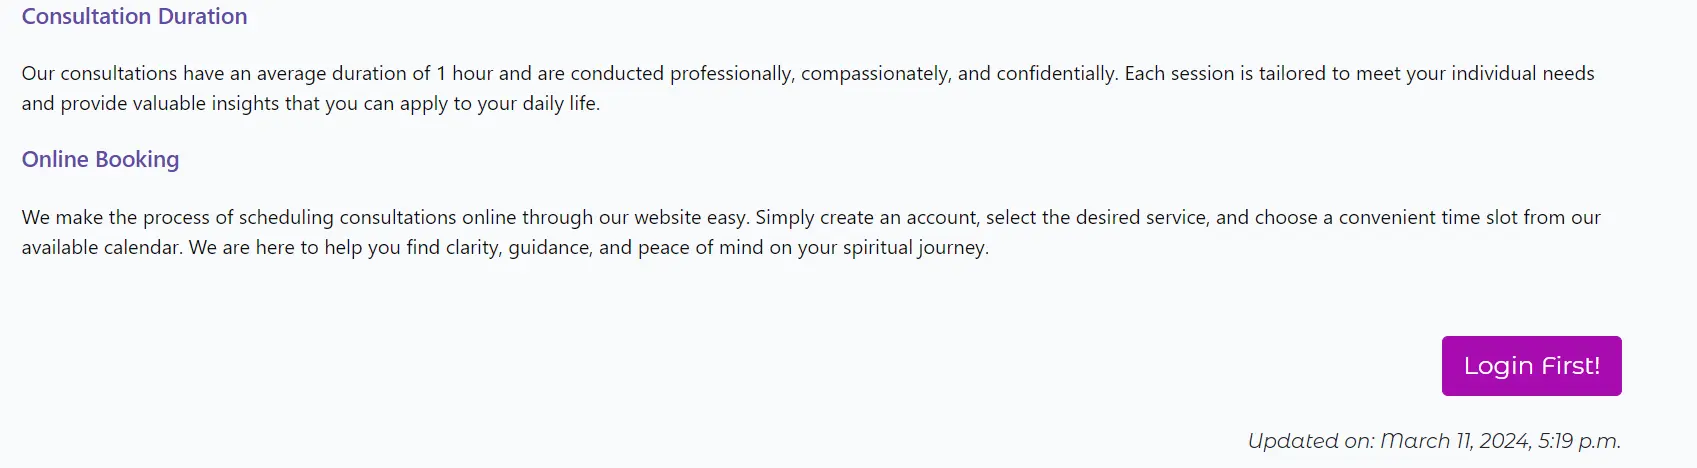 Consultation Duration
Our consultations have an average duration of 1 hour and are conducted professionally, compassionately, and confidentially. Each session is tailored to meet your individual needs
and provide valuable insights that you can apply to your daily life.
Online Booking
We make the process of scheduling consultations online through our website easy. Simply create an account, select the desired service, and choose a convenient time slot from our
available calendar. We are here to help you find clarity, guidance, and peace of mind on your spiritual journey.
Login First!
Updated on: March 11, 2024, 5:19 p.m.